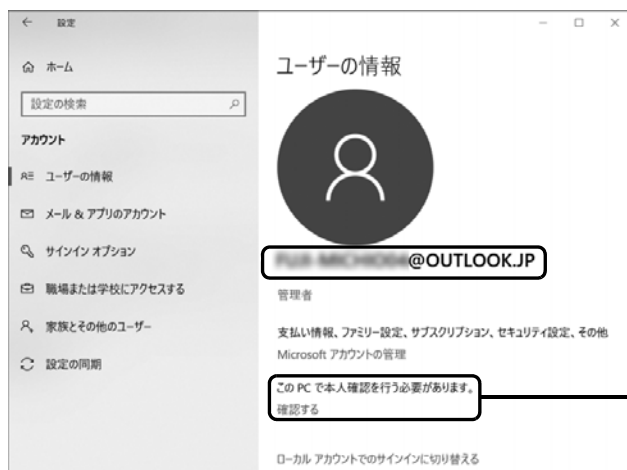 設定
ホーム
設定の検索
アカウント
ユーザーの情報
メール & アプリのアカウント
サインイン オプション
職場または学校にアクセスする
家族とその他のユーザー
設定の同期
ユーザーの情報
@OUTLOOK.JP
管理者
支払い情報、ファミリー設定、サブスクリプション、セキュリティ設定、その他
Microsoft アカウントの管理
この PC で本人確認を行う必要があります。
確認する
ローカル アカウントでのサインインに切り替える